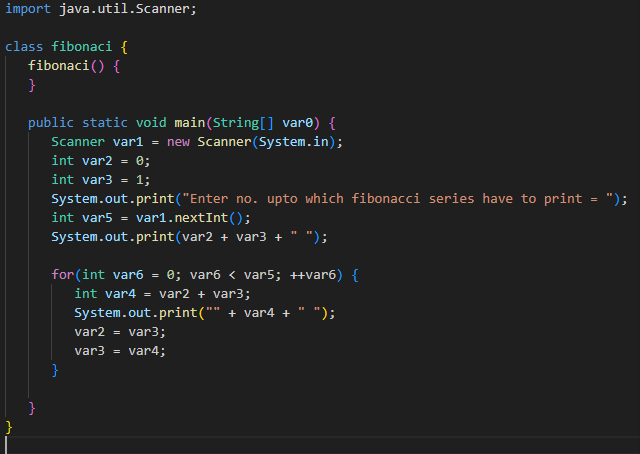 import java.util.Scanner;
class fibonaci {
fibonaci() {
}
public static void main(String[] var0) {
Scanner var1 = new Scanner(System.in);
int var2 = 0;
int var3 = 1;
System.out.print("Enter no. upto which fibonacci series have to print = ");
int var5 = var1.nextInt();
System.out.print(var2 + var3 + " ");
for(int var6 = 0; var6 < var5; ++var6) {
int var4 = var2 + var3;
System.out.print("" + var4 + " ");
var2 = var3;
var3 = var4;
}
}
}